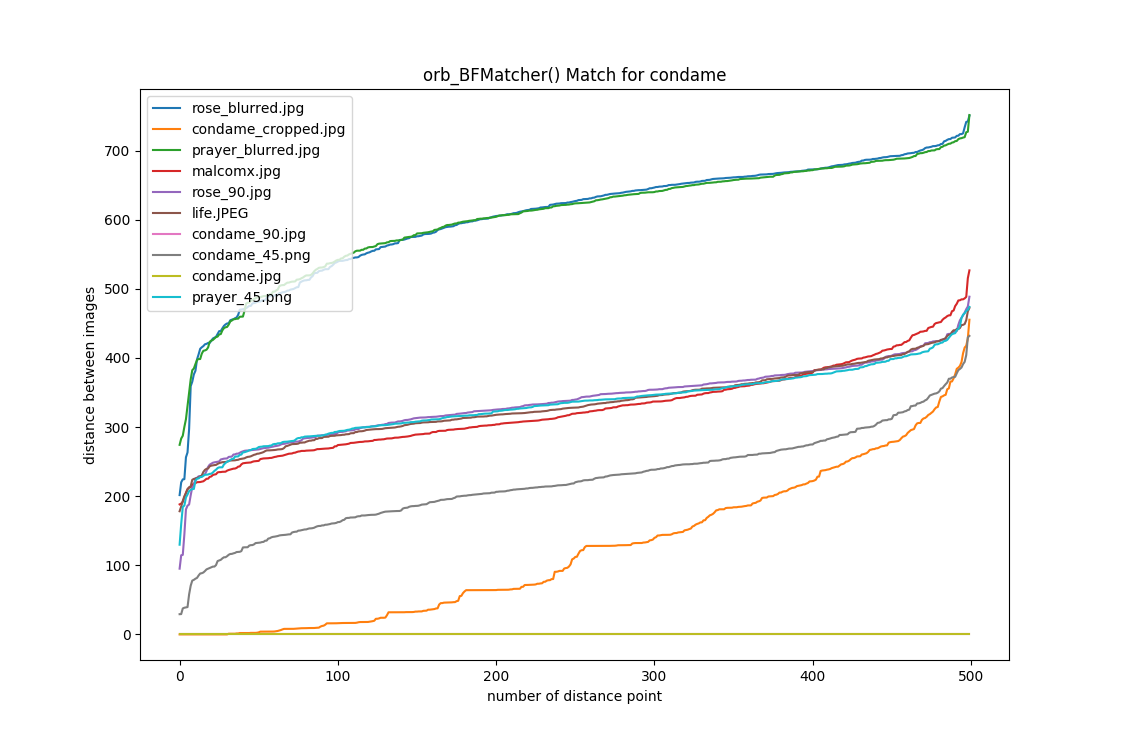 orb_BFMatcher() Match for condame
rose_blurred.jpg
condame_cropped.jpg
prayer_blurred.jpg
malcomx.jpg
rose_90.jpg
life.JPEG
condame_90.jpg
condame_45.png
condame.jpg
prayer_45.png
distance between images
700
600
500
400
300
200
100
0
0 100 200 300 400 500
number of distance point